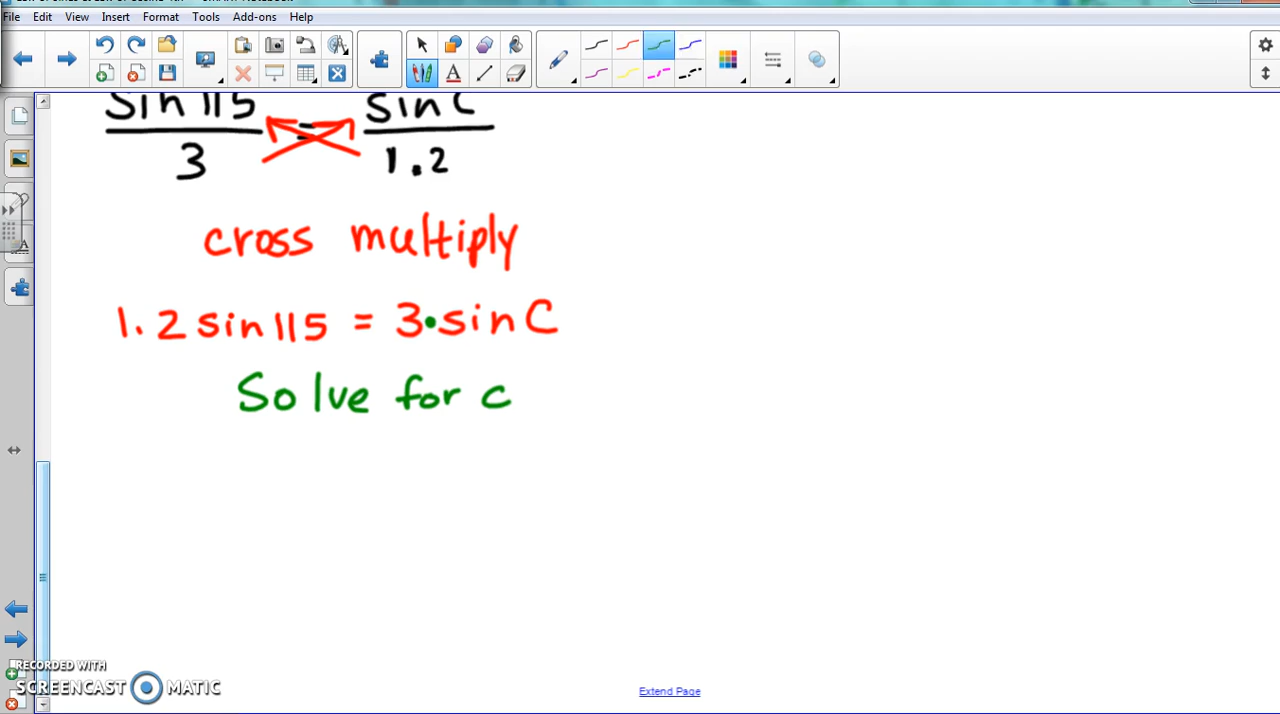 File Edit View Insert Format Tools Add-ons Help
sin 115 = sin C
3 1.2
cross multiply
1.2 sin 115 = 3•sin C
Solve for c
RECORDED WITH
SCREENCAST MATIC
Extend Page